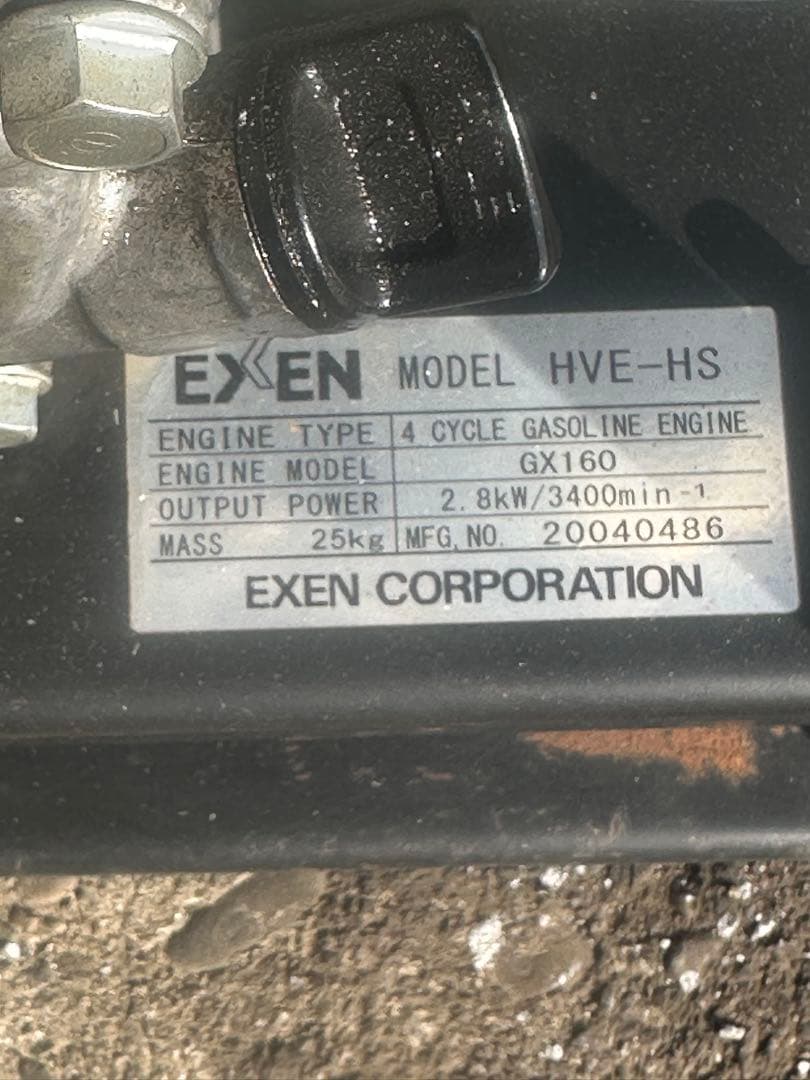 EXEN MODEL HVE-HS
ENGINE TYPE 4 CYCLE GASOLINE ENGINE
ENGINE MODEL GX160
OUTPUT POWER 2.8kW/3400min-1
MASS 25kg MFG,NO. 20040486
EXEN CORPORATION